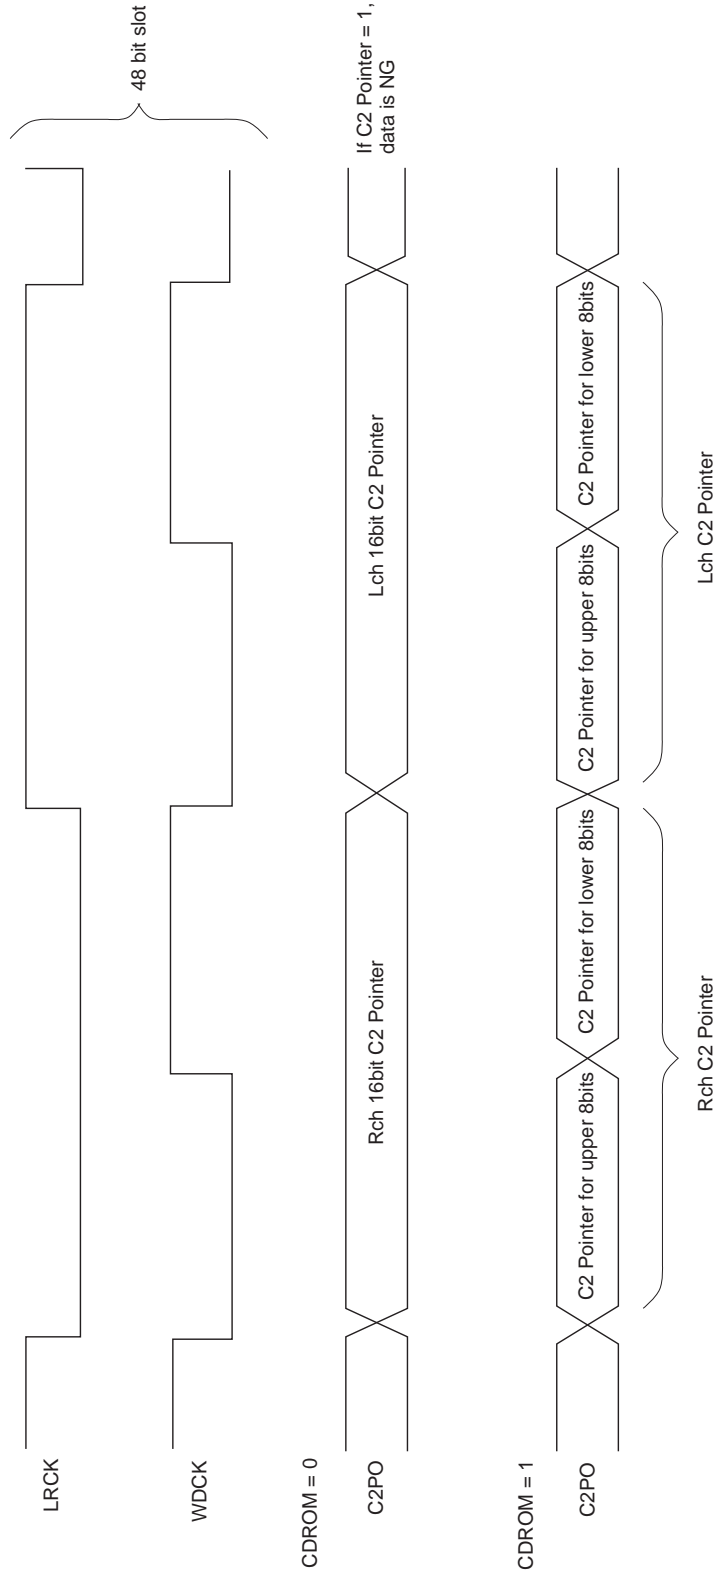 LRCK
48 bit slot
WDCK
CDROM = 0
C2PO
Rch 16bit C2 Pointer
Lch 16bit C2 Pointer
If C2 Pointer = 1,
data is NG
CDROM = 1
C2PO
C2 Pointer for upper 8bits
C2 Pointer for lower 8bits
C2 Pointer for upper 8bits
C2 Pointer for lower 8bits
Rch C2 Pointer
Lch C2 Pointer